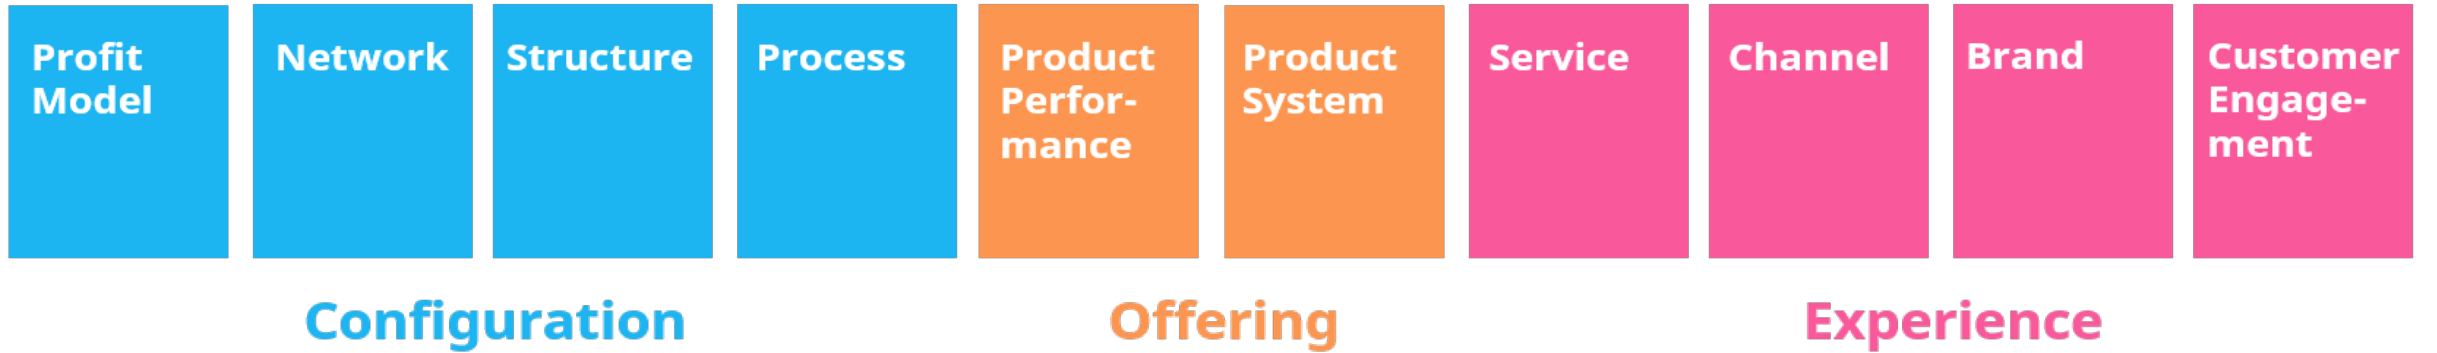 Profit
Model
Network
Structure
Process
Product
Perfor-
mance
Product
System
Service
Channel
Brand
Customer
Engage-
ment
Configuration
Offering
Experience